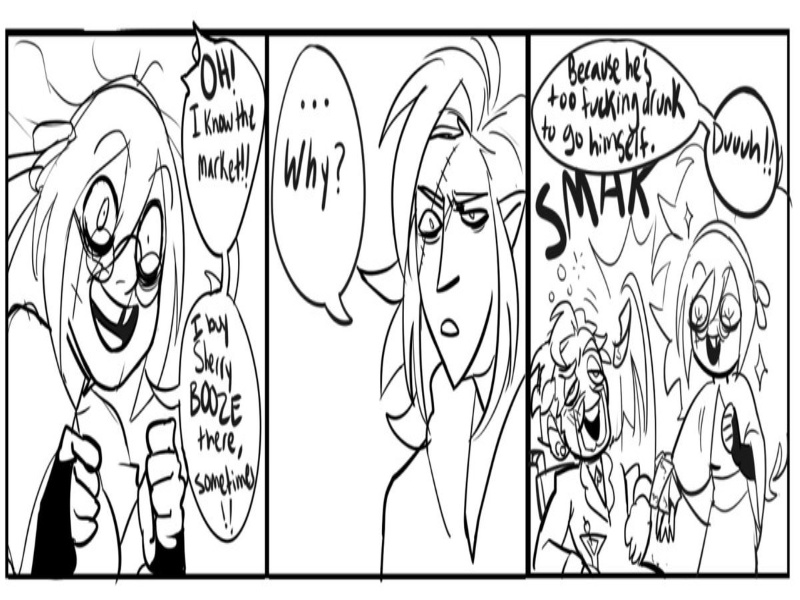 OH!
I know the
market!!
I buy
Sherry
BOOZE
there,
sometimes
!!
...
Why?
Because he's
too fucking drunk
to go himself.
Duuuh!!
SMAK